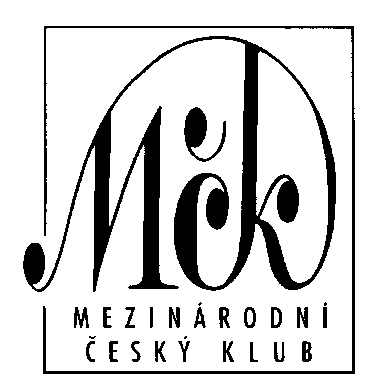 Mčk
MEZINÁRODNÍ
ČESKÝ KLUB